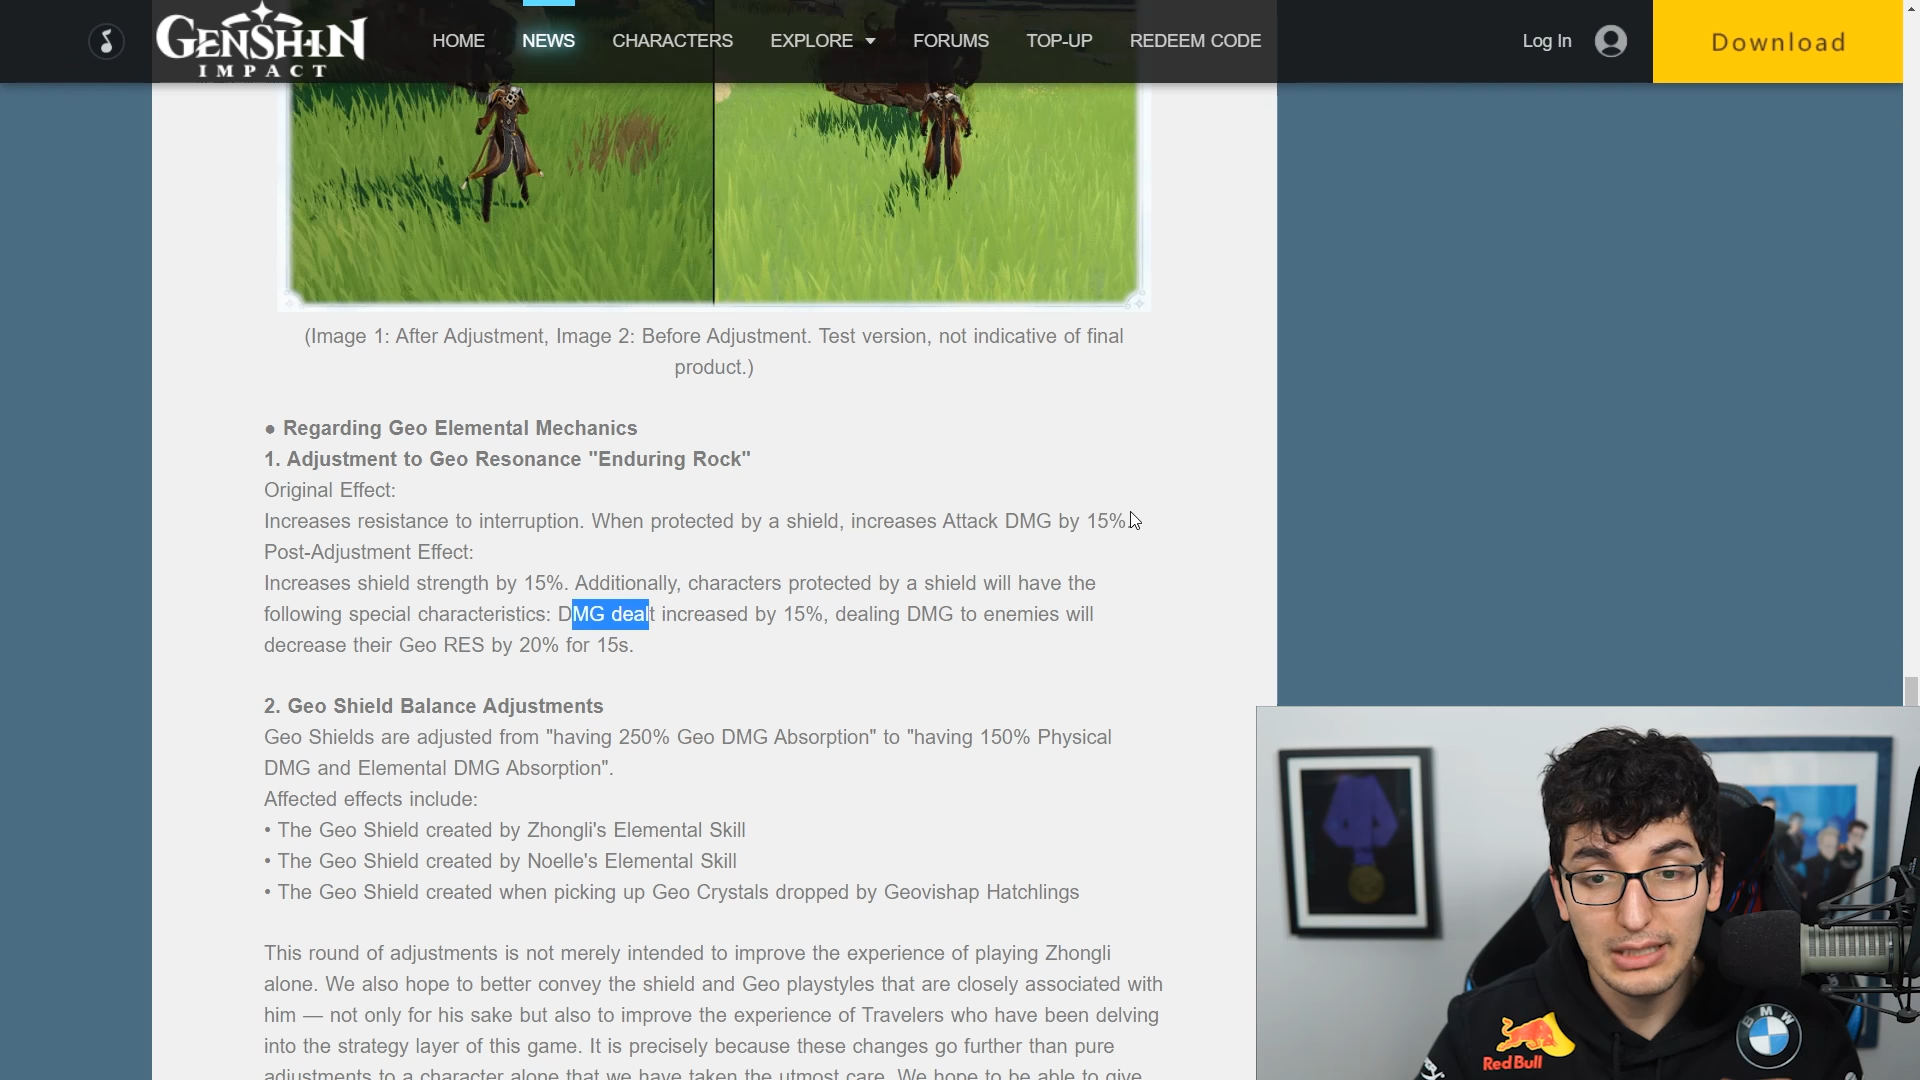 GENSHIN
IMPACT
HOME
NEWS
CHARACTERS
EXPLORE
FORUMS
TOP-UP
REDEEM CODE
Log In
Download
(Image 1: After Adjustment, Image 2: Before Adjustment. Test version, not indicative of final
product.)
● Regarding Geo Elemental Mechanics
1. Adjustment to Geo Resonance "Enduring Rock"
Original Effect:
Increases resistance to interruption. When protected by a shield, increases Attack DMG by 15%.
Post-Adjustment Effect:
Increases shield strength by 15%. Additionally, characters protected by a shield will have the
following special characteristics: DMG dealt increased by 15%, dealing DMG to enemies will
decrease their Geo RES by 20% for 15s.
2. Geo Shield Balance Adjustments
Geo Shields are adjusted from "having 250% Geo DMG Absorption" to "having 150% Physical
DMG and Elemental DMG Absorption".
Affected effects include:
• The Geo Shield created by Zhongli's Elemental Skill
• The Geo Shield created by Noelle's Elemental Skill
• The Geo Shield created when picking up Geo Crystals dropped by Geovishap Hatchlings
This round of adjustments is not merely intended to improve the experience of playing Zhongli
alone. We also hope to better convey the shield and Geo playstyles that are closely associated with
him — not only for his sake but also to improve the experience of Travelers who have been delving
into the strategy layer of this game. It is precisely because these changes go further than pure
adjustments to a character alone that we have taken the utmost care. We hope to be able to give
Red Bull
BMW